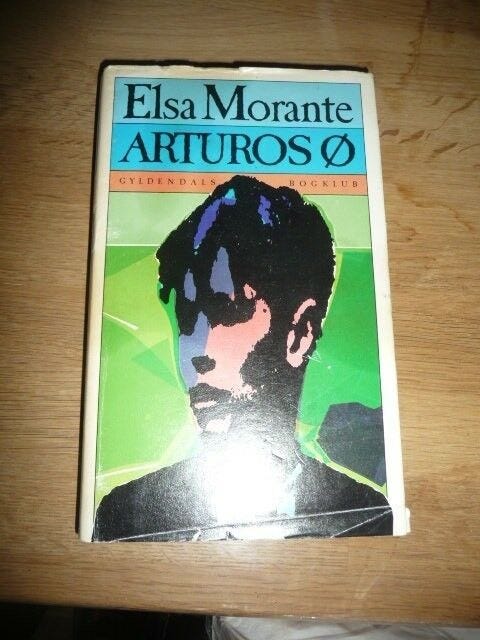 Elsa Morante
ARTUROS Ø
GYLDENDALS BOGKLUB